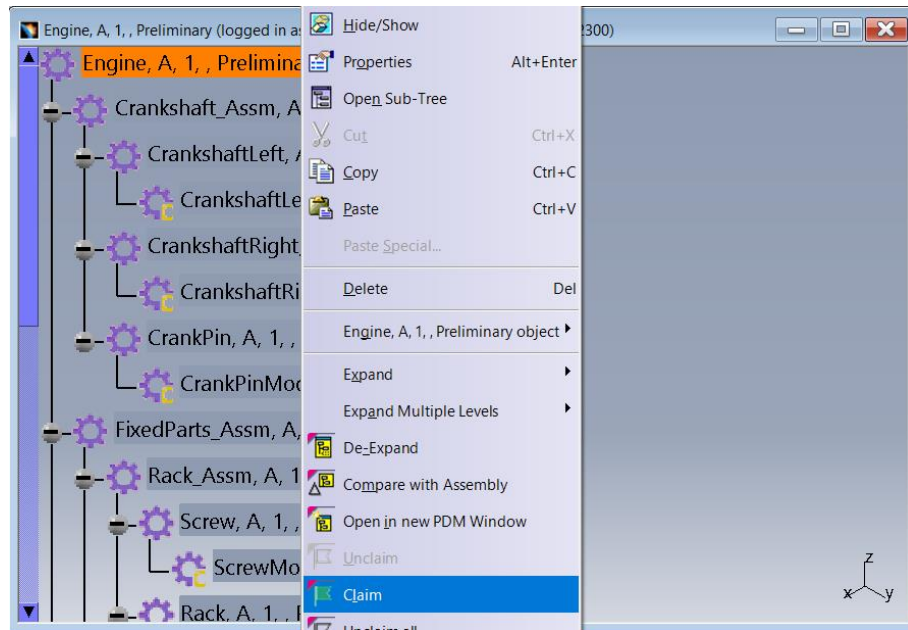 Engine, A, 1, , Preliminary (logged in a
2300)
Engine, A, 1, , Prelimina
Crankshaft_Assm, A
CrankshaftLeft,
CrankshaftLe
CrankshaftRight
CrankshaftRi
CrankPin, A, 1, ,
CrankPinMod
FixedParts_Assm, A,
Rack_Assm, A, 1
Screw, A, 1, ,
ScrewMo
Rack, A, 1, ,
Hide/Show
Properties Alt+Enter
Open Sub-Tree
Cut Ctrl+X
Copy Ctrl+C
Paste Ctrl+V
Paste Special...
Delete Del
Engine, A, 1, , Preliminary object
Expand
Expand Multiple Levels
De-Expand
Compare with Assembly
Open in new PDM Window
Unclaim
Claim
Unclaim all
z
x
y